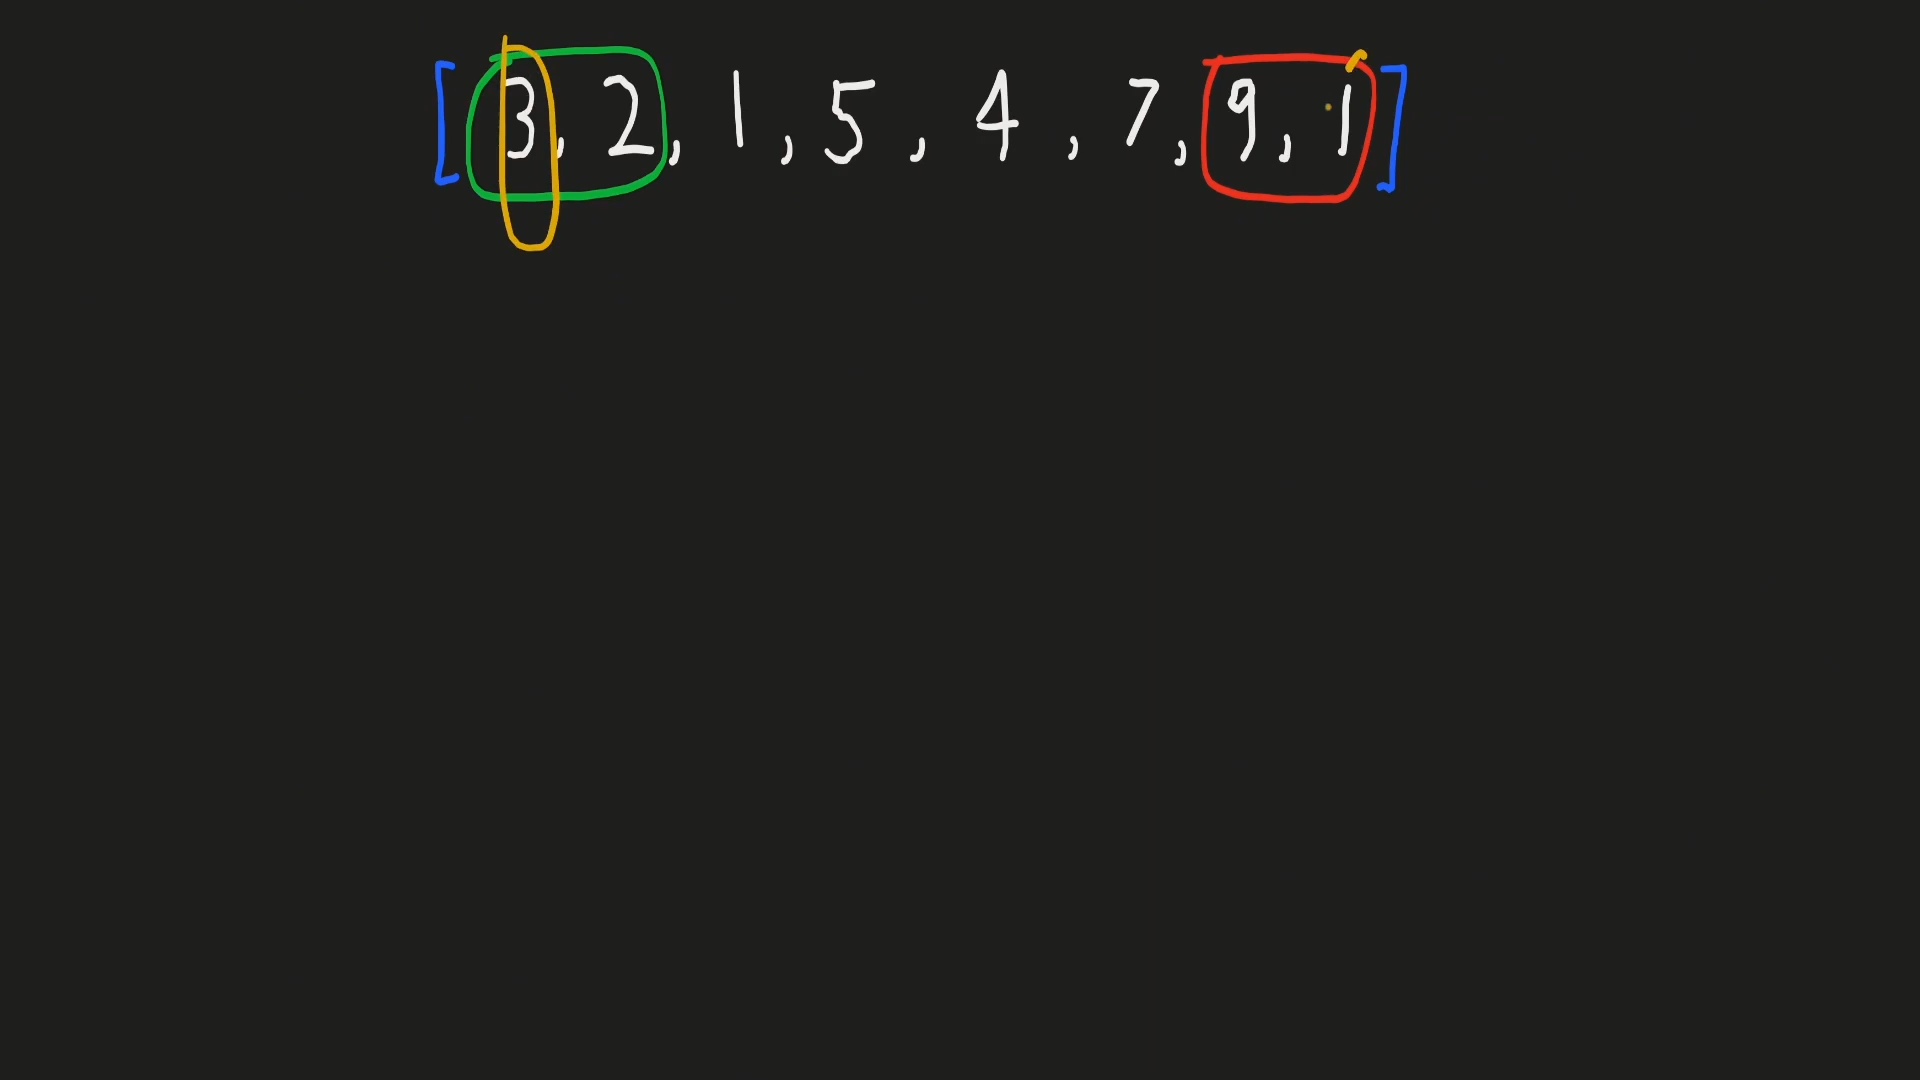 [3, 2, 1, 5, 4, 7, 9, 1]